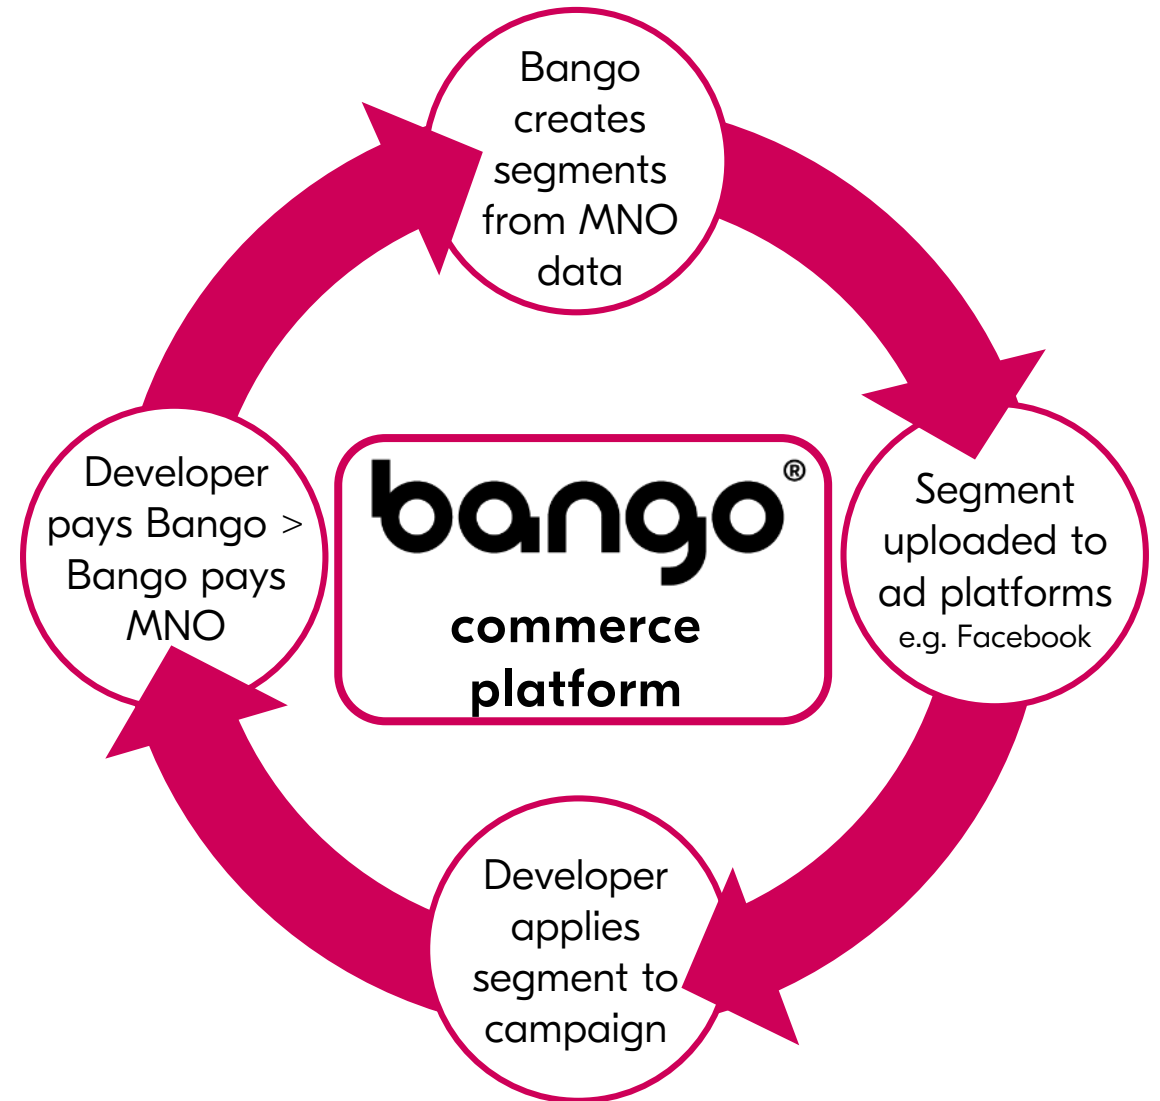 Bango
creates
segments
from MNO
data
Segment
uploaded to
ad platforms
e.g. Facebook
Developer
applies
segment to
campaign
Developer
pays Bango >
Bango pays
MNO
bango®
commerce
platform